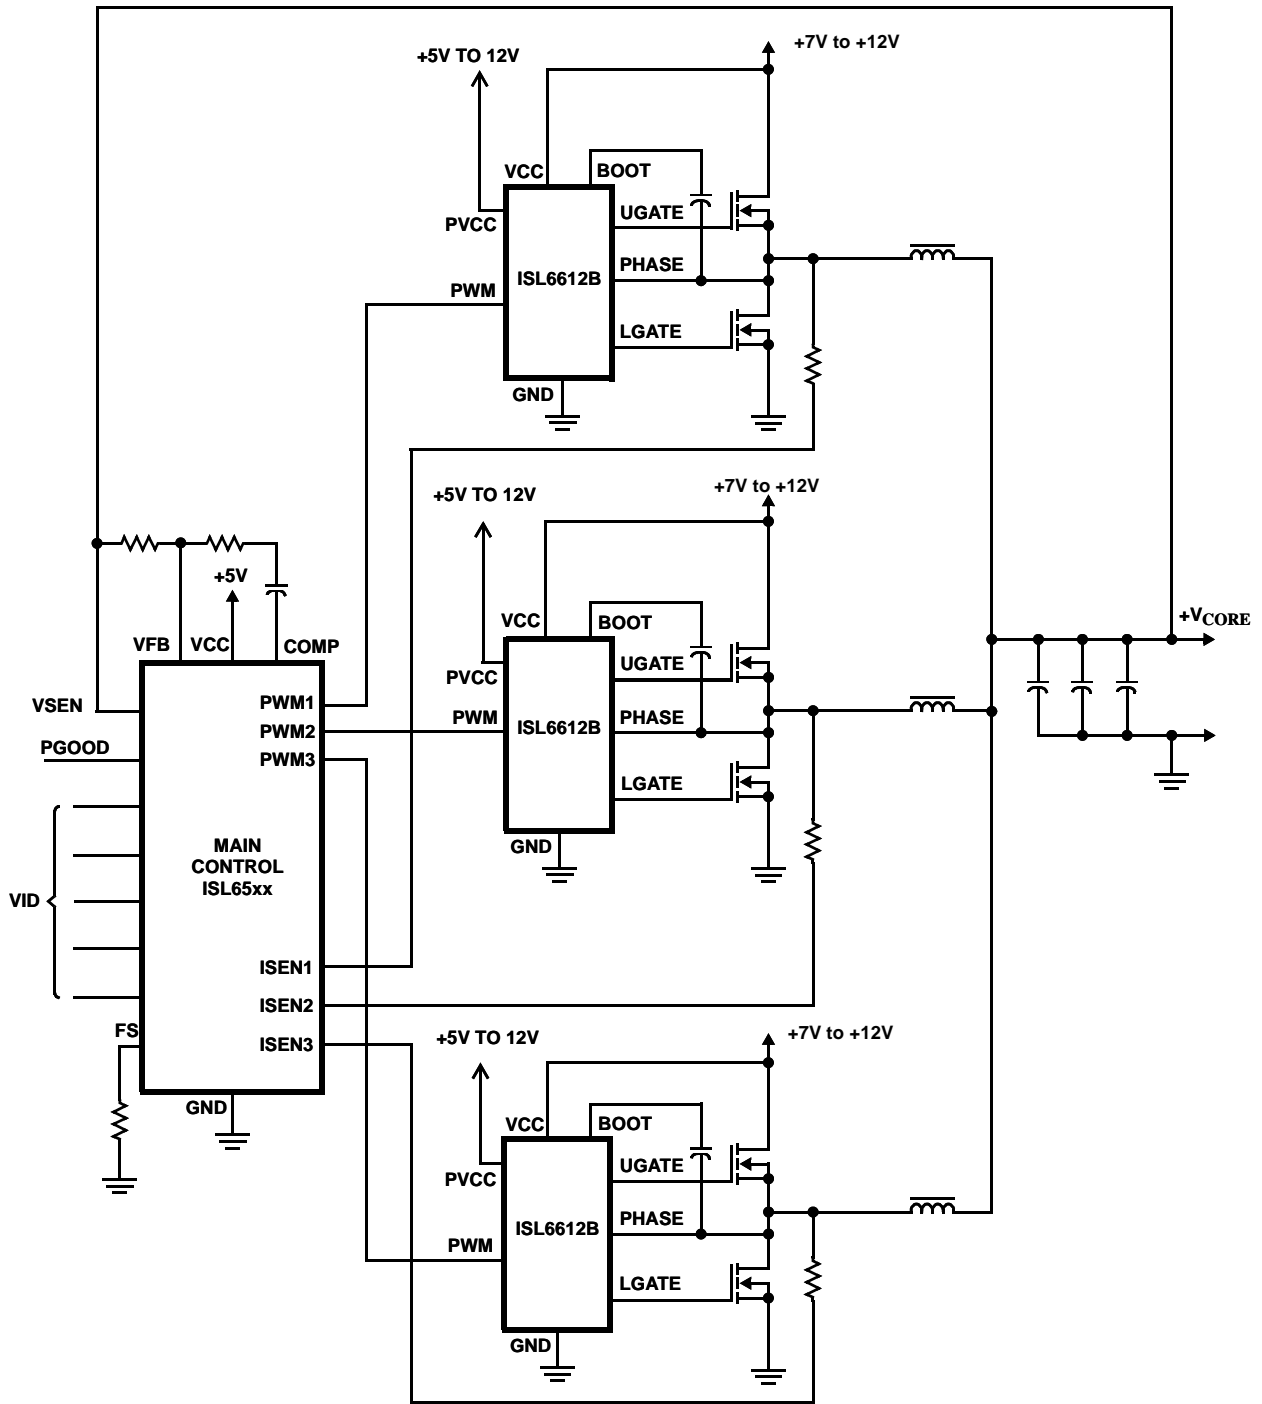 +7V to +12V
+5V TO 12V
VCC
BOOT
UGATE
PVCC
PHASE
ISL6612B
PWM
LGATE
GND
+7V to +12V
+5V TO 12V
+5V
VCC
BOOT
+VCORE
VFB
VCC
COMP
UGATE
PVCC
VSEN
PWM1
PWM
PHASE
ISL6612B
PWM2
PGOOD
PWM3
LGATE
MAIN
CONTROL
ISL65xx
GND
VID
ISEN1
ISEN2
FS
ISEN3
+7V to +12V
+5V TO 12V
GND
VCC
BOOT
UGATE
PVCC
PHASE
ISL6612B
PWM
LGATE
GND